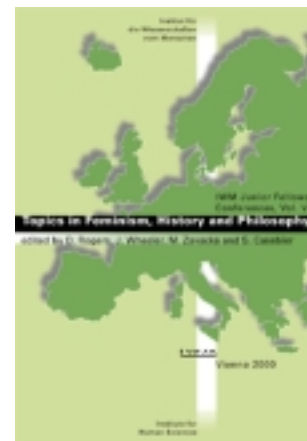 Institut für
die Wissenschaften
vom Menschen
IWM Junior Fellows
Conferences, Vol. V
Topics in Feminism, History and Philosophy
edited by D. Rogers, J. Wheeler, M. Zavacka and S. Casebier
Vienna 2000
Institute for
Human Sciences